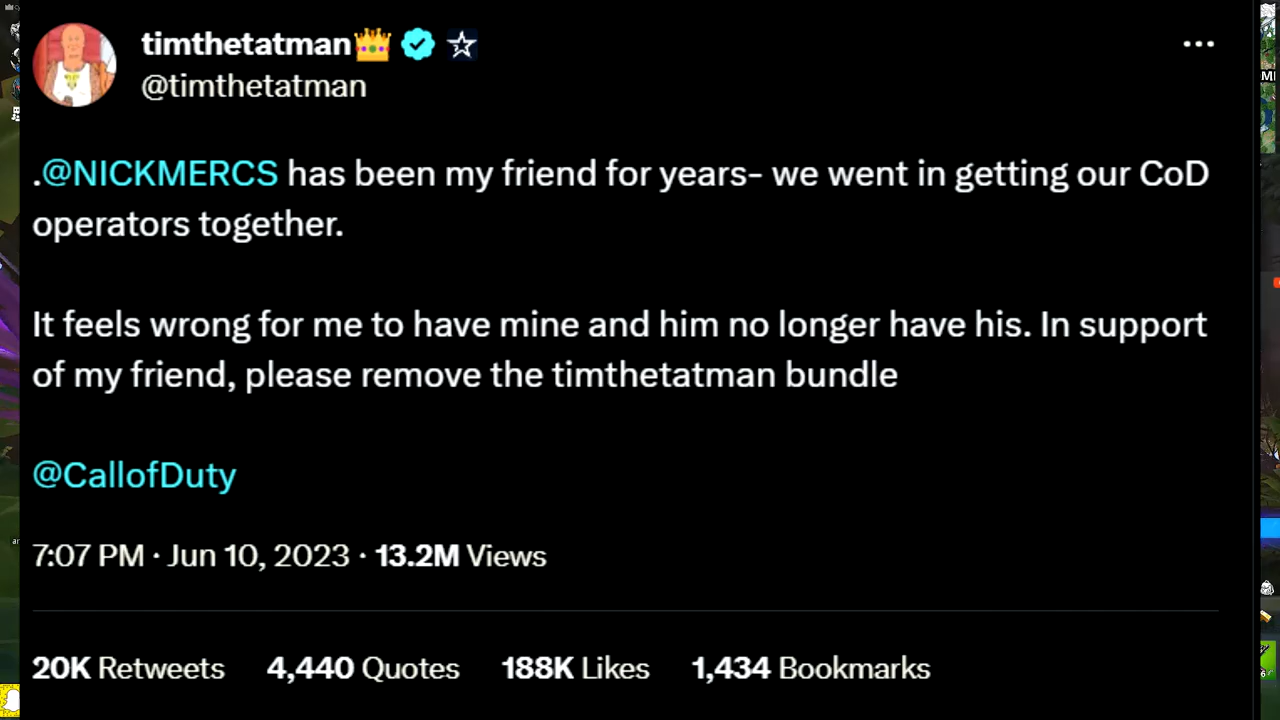 timthetatman👑
@timthetatman
.@NICKMERCS has been my friend for years- we went in getting our CoD
operators together.
It feels wrong for me to have mine and him no longer have his. In support
of my friend, please remove the timthetatman bundle
@CallofDuty
7:07 PM · Jun 10, 2023 · 13.2M Views
20K Retweets 4,440 Quotes 188K Likes 1,434 Bookmarks